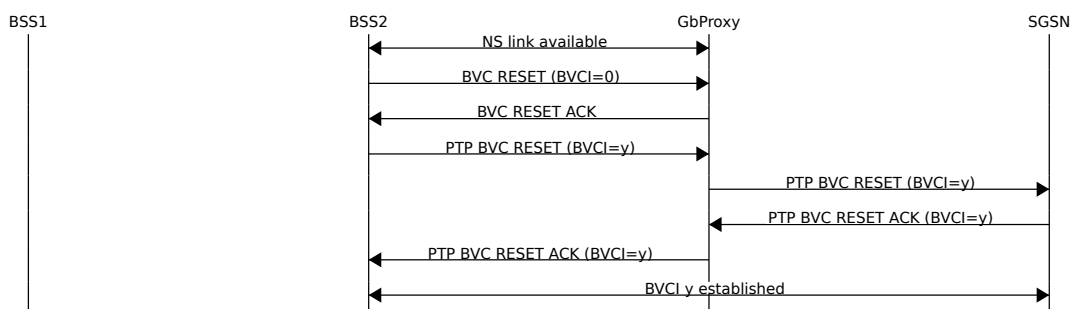 BSS1 BSS2 GbProxy SGSN
NS link available
BVC RESET (BVCI=0)
BVC RESET ACK
PTP BVC RESET (BVCI=y)
PTP BVC RESET (BVCI=y)
PTP BVC RESET ACK (BVCI=y)
PTP BVC RESET ACK (BVCI=y)
BVCI y established